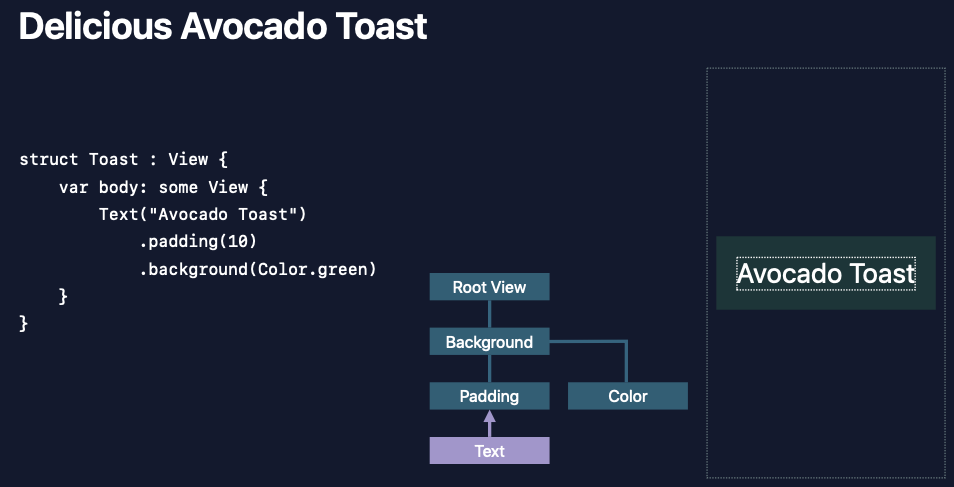 Delicious Avocado Toast
struct Toast : View {
    var body: some View {
        Text("Avocado Toast")
            .padding(10)
            .background(Color.green)
    }
}
Root View
Background
Padding
Color
Text
Avocado Toast